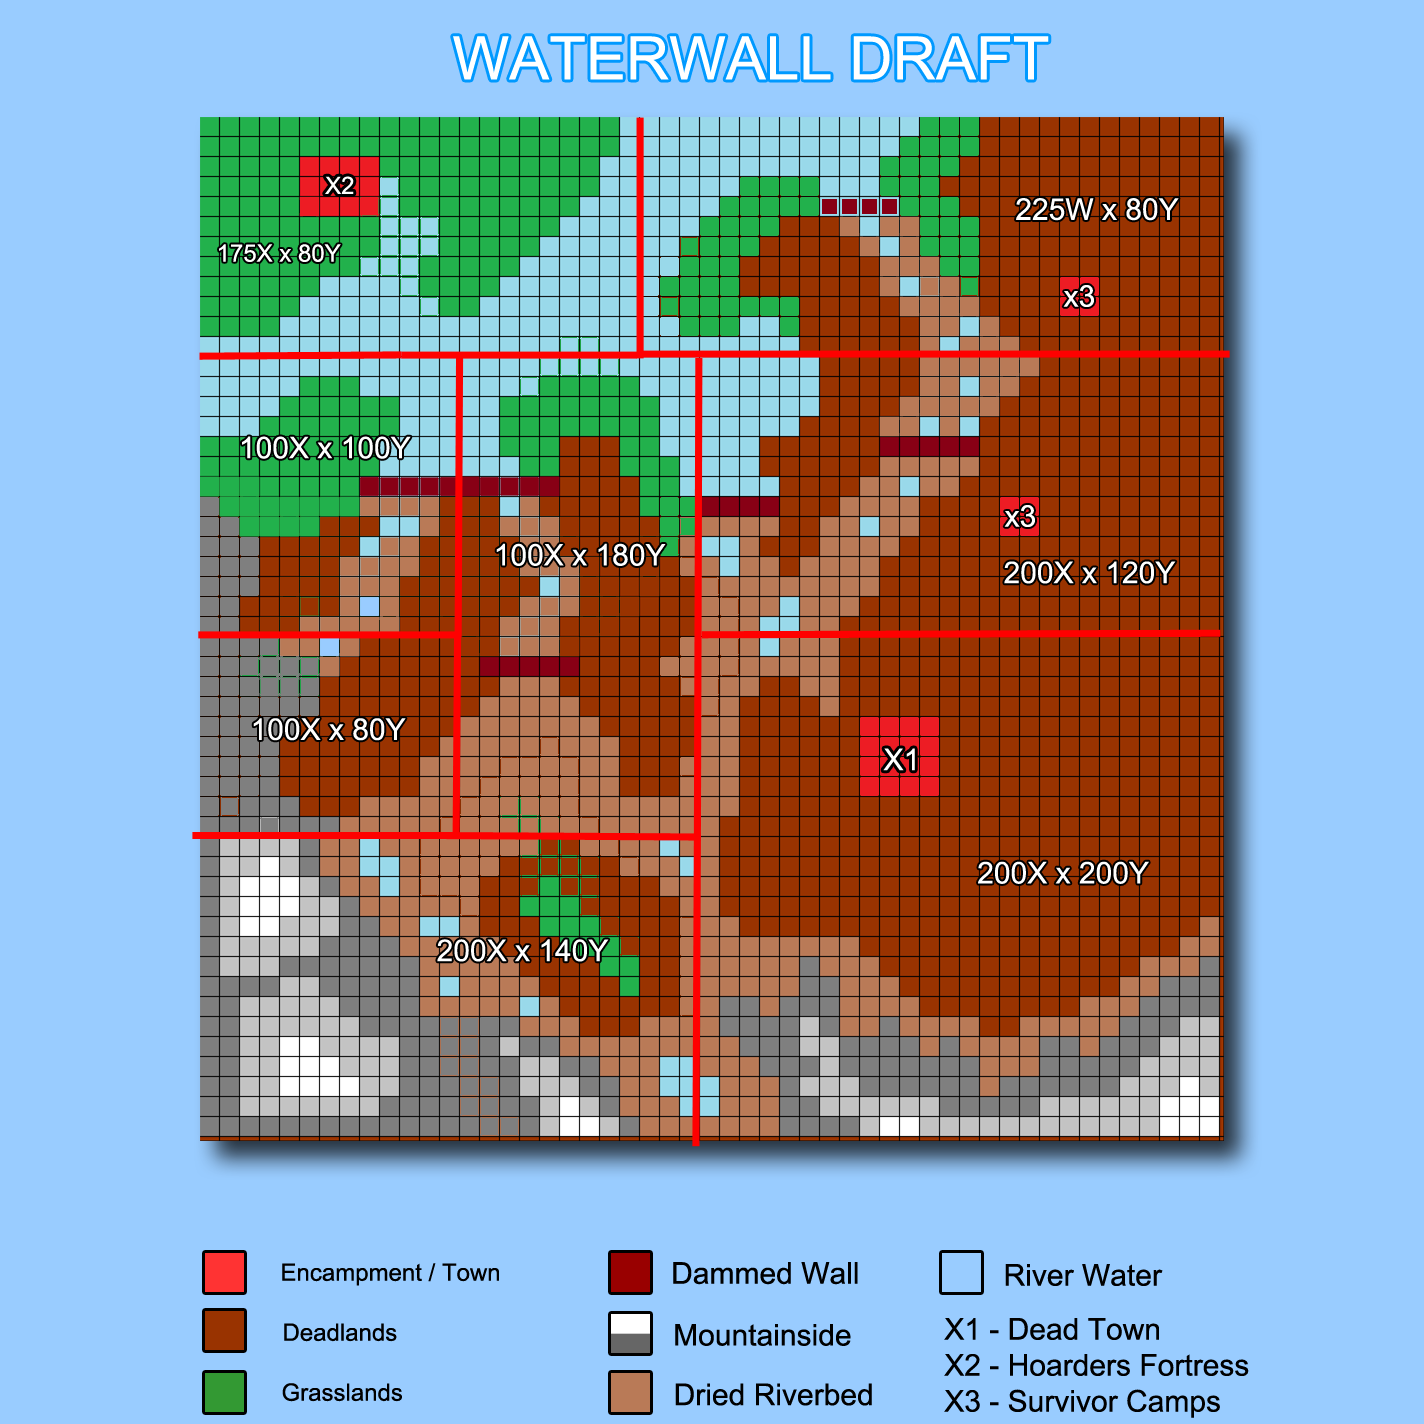 WATERWALL DRAFT
X2
225W x 80Y
175X x 80Y
x3
100X x 100Y
x3
100X x 180Y
200X x 120Y
100X x 80Y
X1
200X x 200Y
200X x 140Y
Encampment / Town
Dammed Wall
River Water
Deadlands
Mountainside
X1 - Dead Town
X2 - Hoarders Fortress
Grasslands
Dried Riverbed
X3 - Survivor Camps